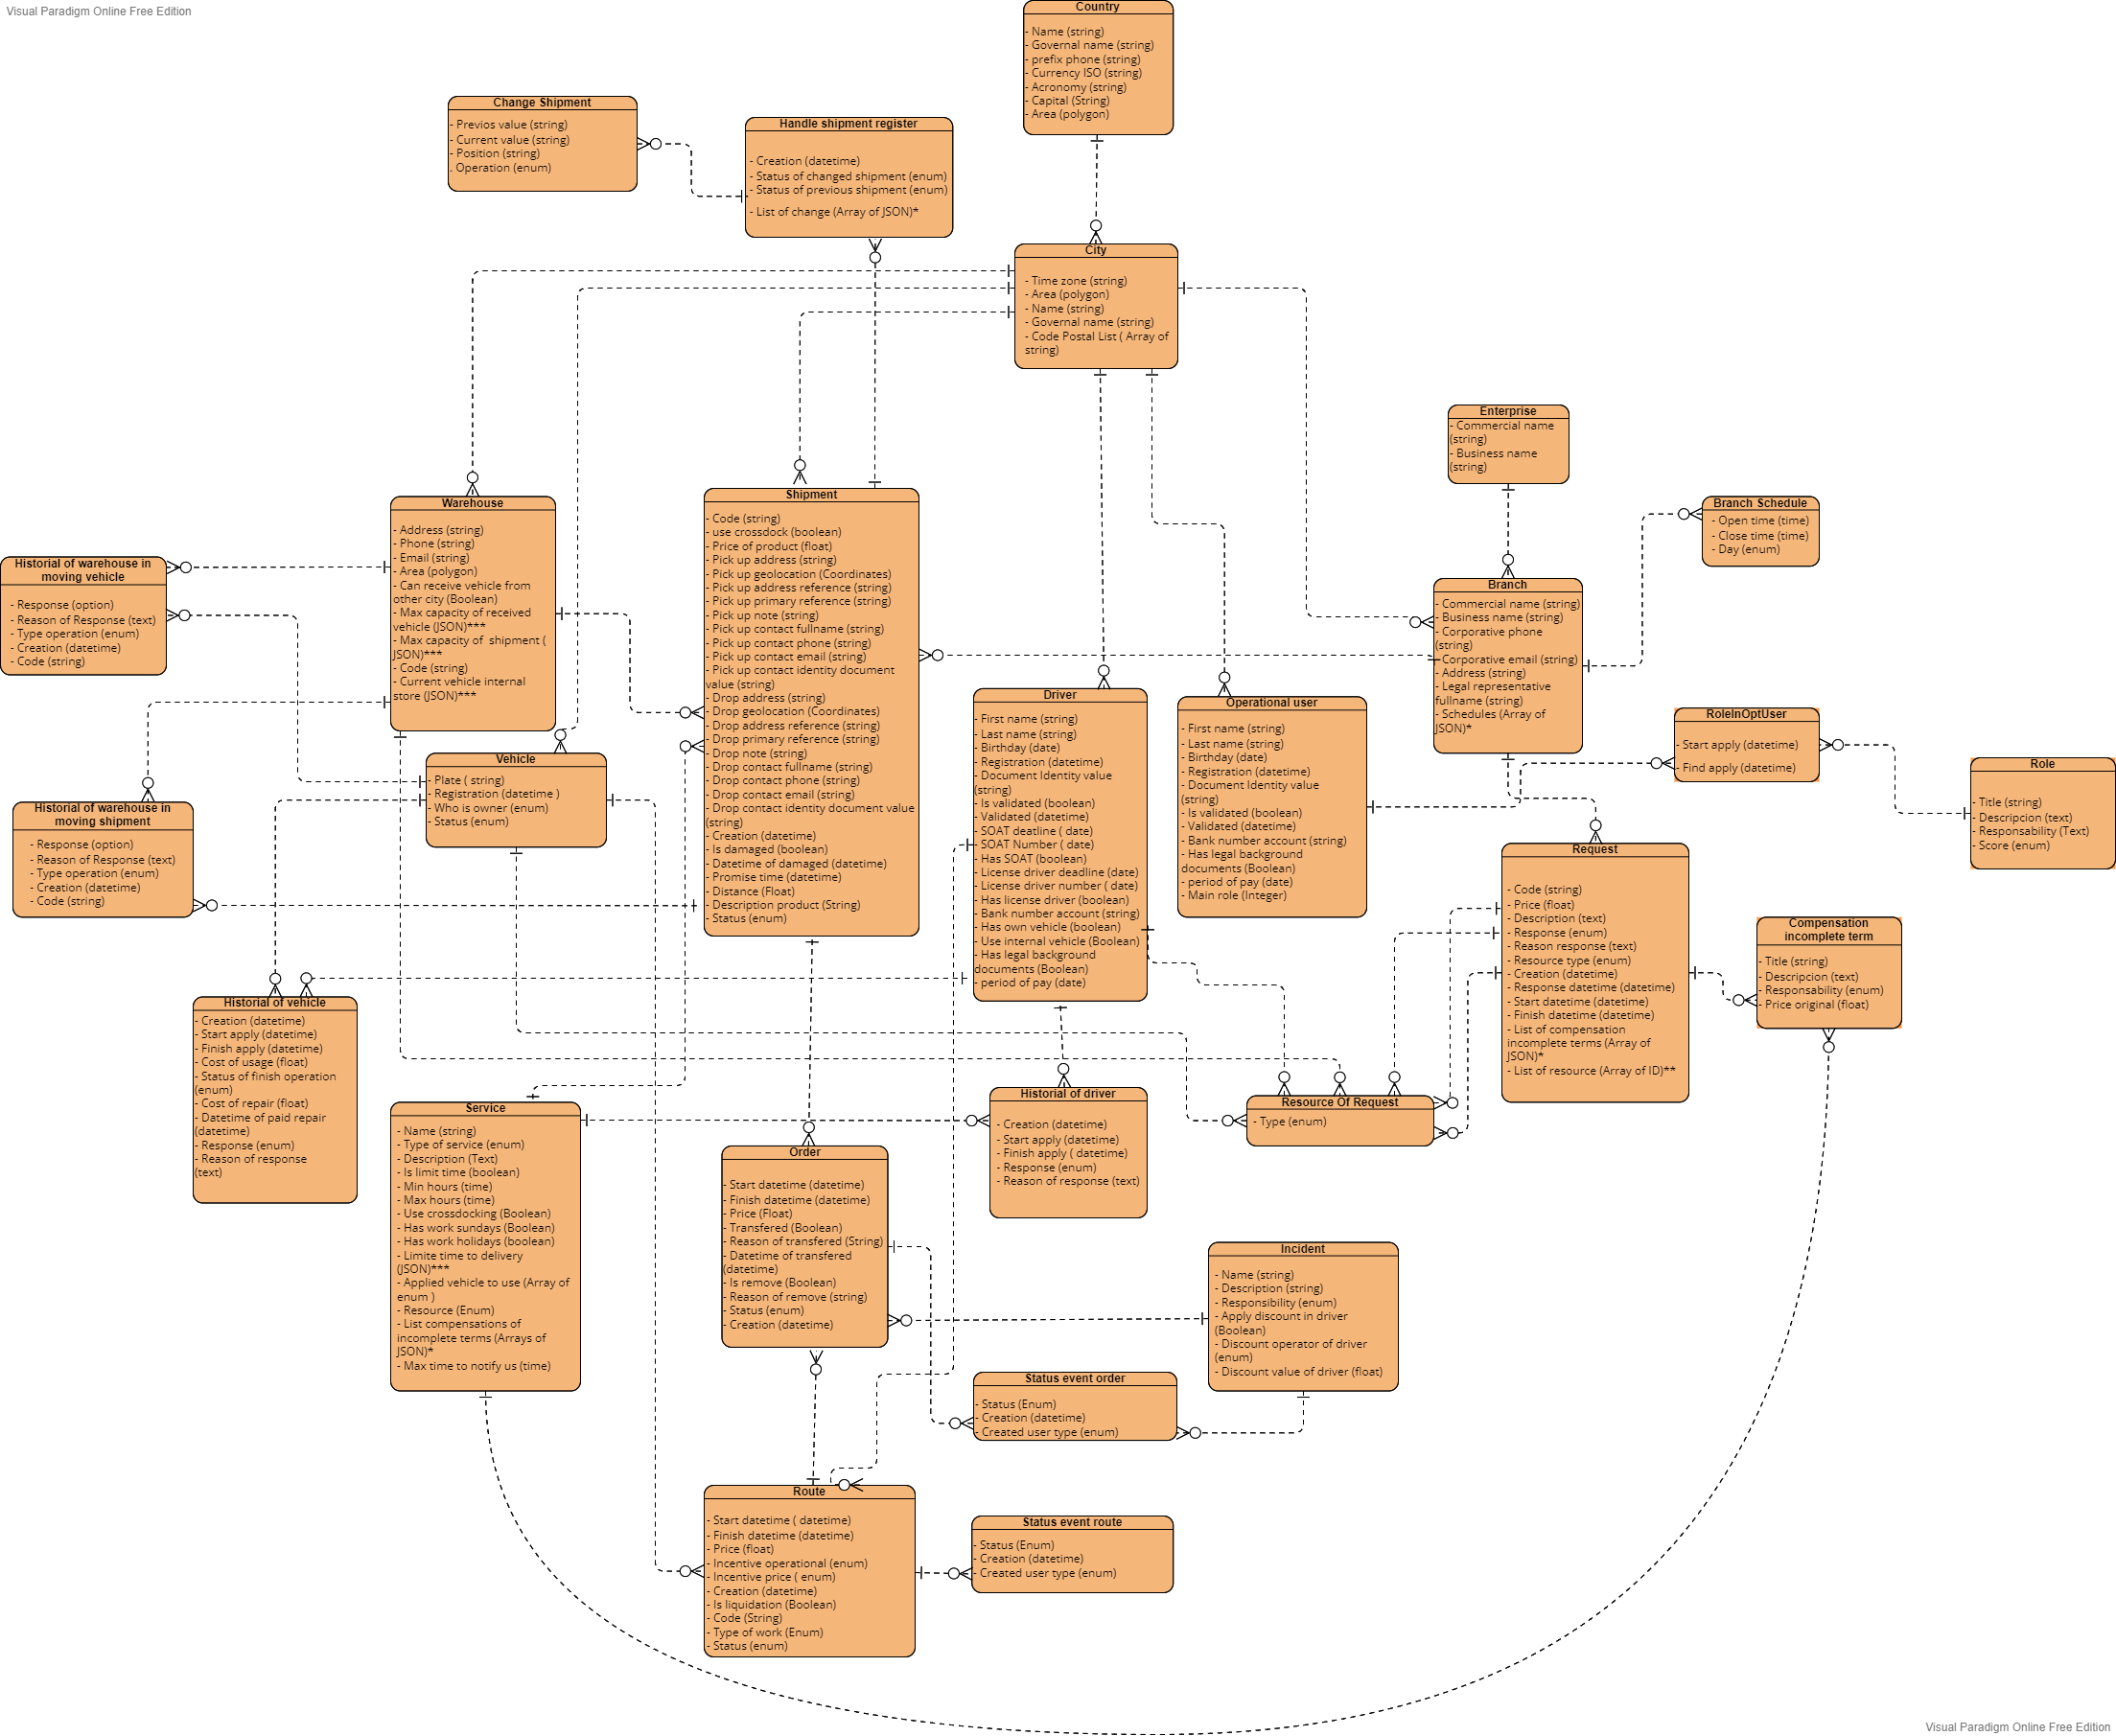 Visual Paradigm Online Free Edition
Country
- Name (string)
- Governal name (string)
- prefix phone (string)
- Currency ISO (string)
- Acronomy (string)
- Capital (String)
- Area (polygon)
Change Shipment
- Previos value (string)
- Current value (string)
- Position (string)
. Operation (enum)
Handle shipment register
- Creation (datetime)
- Status of changed shipment (enum)
- Status of previous shipment (enum)
- List of change (Array of JSON)*
City
- Time zone (string)
- Area (polygon)
- Name (string)
- Governal name (string)
- Code Postal List ( Array of
string)
Enterprise
- Commercial name
(string)
- Business name
(string)
Branch Schedule
- Open time (time)
- Close time (time)
- Day (enum)
Warehouse
- Address (string)
- Phone (string)
- Email (string)
- Area (polygon)
- Can receive vehicle from
other city (Boolean)
- Max capacity of received
vehicle (JSON)***
- Max capacity of  shipment (
JSON)***
- Code (string)
- Current vehicle internal
store (JSON)***
Shipment
- Code (string)
- use crossdock (boolean)
- Price of product (float)
- Pick up address (string)
- Pick up geolocation (Coordinates)
- Pick up address reference (string)
- Pick up primary reference (string)
- Pick up note (string)
- Pick up contact fullname (string)
- Pick up contact phone (string)
- Pick up contact email (string)
- Pick up contact identity document
value (string)
- Drop address (string)
- Drop geolocation (Coordinates)
- Drop address reference (string)
- Drop primary reference (string)
- Drop note (string)
- Drop contact fullname (string)
- Drop contact phone (string)
- Drop contact email (string)
- Drop contact identity document value
(string)
- Creation (datetime)
- Is damaged (boolean)
- Datetime of damaged (datetime)
- Promise time (datetime)
- Distance (Float)
- Description product (String)
- Status (enum)
Historial of warehouse in
moving vehicle
- Response (option)
- Reason of Response (text)
- Type operation (enum)
- Creation (datetime)
- Code (string)
Branch
- Commercial name (string)
- Business name (string)
- Corporative phone
(string)
- Corporative email (string)
- Address (string)
- Legal representative
fullname (string)
- Schedules (Array of
JSON)*
Driver
- First name (string)
- Last name (string)
- Birthday (date)
- Registration (datetime)
- Document Identity value
(string)
- Is validated (boolean)
- Validated (datetime)
- SOAT deatline ( date)
- SOAT Number ( date)
- Has SOAT (boolean)
- License driver deadline (date)
- License driver number ( date)
- Has license driver (boolean)
- Bank number account (string)
- Has own vehicle (boolean)
- Use internal vehicle (Boolean)
- Has legal background
documents (Boolean)
- period of pay (date)
Operational user
- First name (string)
- Last name (string)
- Birthday (date)
- Registration (datetime)
- Document Identity value
(string)
- Is validated (boolean)
- Validated (datetime)
- Bank number account (string)
- Has legal background
documents (Boolean)
- period of pay (date)
- Main role (Integer)
RoleInOptUser
- Start apply (datetime)
- Find apply (datetime)
Role
- Title (string)
- Descripcion (text)
- Responsability (Text)
- Score (enum)
Vehicle
- Plate ( string)
- Registration (datetime )
- Who is owner (enum)
- Status (enum)
Historial of warehouse in
moving shipment
- Response (option)
- Reason of Response (text)
- Type operation (enum)
- Creation (datetime)
- Code (string)
Request
- Code (string)
- Price (float)
- Description (text)
- Response (enum)
- Reason response (text)
- Resource type (enum)
- Creation (datetime)
- Response datetime (datetime)
- Start datetime (datetime)
- Finish datetime (datetime)
- List of compensation
incomplete terms (Array of
JSON)*
- List of resource (Array of ID)**
Compensation
incomplete term
- Title (string)
- Descripcion (text)
- Responsability (enum)
- Price original (float)
Historial of vehicle
- Creation (datetime)
- Start apply (datetime)
- Finish apply (datetime)
- Cost of usage (float)
- Status of finish operation
(enum)
- Cost of repair (float)
- Datetime of paid repair
(datetime)
- Response (enum)
- Reason of response
(text)
Service
- Name (string)
- Type of service (enum)
- Description (Text)
- Is limit time (boolean)
- Min hours (time)
- Max hours (time)
- Use crossdocking (Boolean)
- Has work sundays (Boolean)
- Has work holidays (boolean)
- Limite time to delivery
(JSON)***
- Applied vehicle to use (Array of
enum )
- Resource (Enum)
- List compensations of
incomplete terms (Arrays of
JSON)*
- Max time to notify us (time)
Historial of driver
- Creation (datetime)
- Start apply (datetime)
- Finish apply ( datetime)
- Response (enum)
- Reason of response (text)
Resource Of Request
- Type (enum)
Order
- Start datetime (datetime)
- Finish datetime (datetime)
- Price (Float)
- Transfered (Boolean)
- Reason of transfered (String)
- Datetime of transfered
(datetime)
- Is remove (Boolean)
- Reason of remove (string)
- Status (enum)
- Creation (datetime)
Incident
- Name (string)
- Description (string)
- Responsibility (enum)
- Apply discount in driver
(Boolean)
- Discount operator of driver
(enum)
- Discount value of driver (float)
Status event order
- Status (Enum)
- Creation (datetime)
- Created user type (enum)
Route
- Start datetime ( datetime)
- Finish datetime (datetime)
- Price (float)
- Incentive operational (enum)
- Incentive price ( enum)
- Creation (datetime)
- Is liquidation (Boolean)
- Code (String)
- Type of work (Enum)
- Status (enum)
Status event route
- Status (Enum)
- Creation (datetime)
- Created user type (enum)
Visual Paradigm Online Free Edition